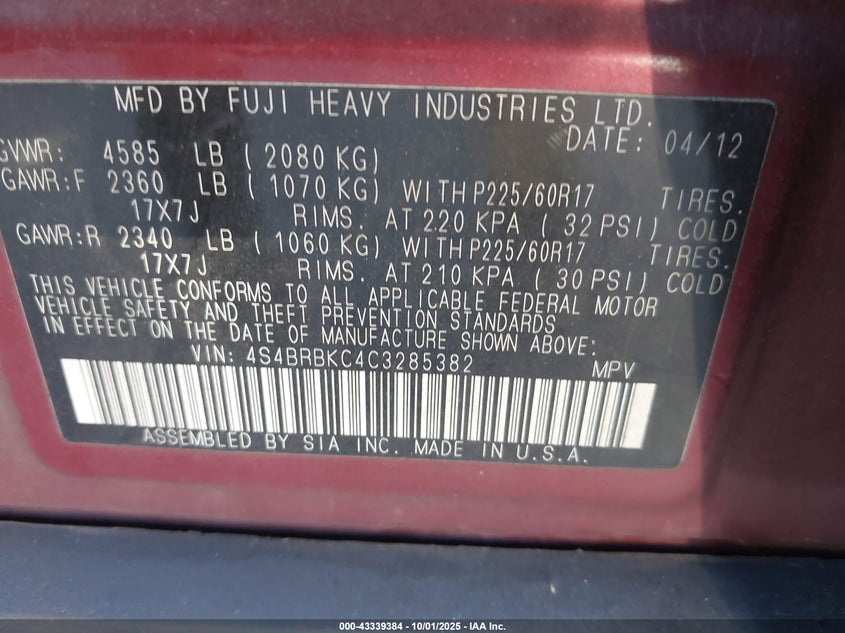 MFD BY FUJI HEAVY INDUSTRIES LTD.
DATE: 04/12
GVWR: 4585 LB ( 2080 KG)
GAWR:F 2360 LB ( 1070 KG) WITH P225/60R17 TIRES.
17X7J RIMS. AT 220 KPA ( 32 PSI) COLD
GAWR:R 2340 LB ( 1060 KG) WITH P225/60R17 TIRES.
17X7J RIMS. AT 210 KPA ( 30 PSI) COLD
THIS VEHICLE CONFORMS TO ALL APPLICABLE FEDERAL MOTOR
VEHICLE SAFETY AND THEFT PREVENTION STANDARDS
IN EFFECT ON THE DATE OF MANUFACTURE SHOWN ABOVE:
VIN: 4S4BRBKC4C3285382 MPV
ASSEMBLED BY SIA INC. MADE IN U.S.A.
000-43339384 - 10/01/2025 - IAA Inc.